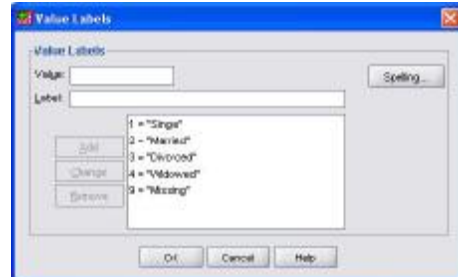 Value Labels
Value Labels
Value:
Spelling...
Label:
1 = "Single"
2 = "Married"
3 = "Divorced"
4 = "Widowed"
9 = "Missing"
Add
Change
Remove
OK
Cancel
Help